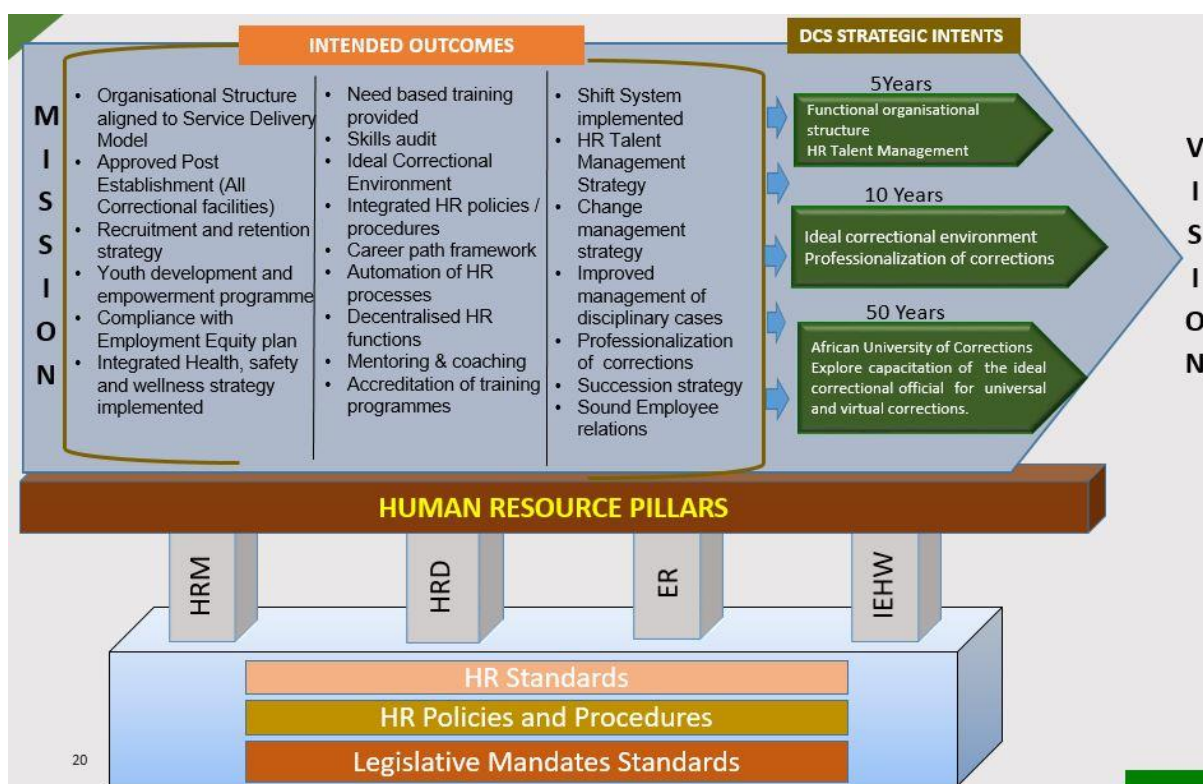 INTENDED OUTCOMES
DCS STRATEGIC INTENTS
MISSION
• Organisational Structure
aligned to Service Delivery
Model
• Approved Post
Establishment (All
Correctional facilities)
• Recruitment and retention
strategy
• Youth development and
empowerment programme
• Compliance with
Employment Equity plan
• Integrated Health, safety
and wellness strategy
implemented
• Need based training
provided
• Skills audit
• Ideal Correctional
Environment
• Integrated HR policies /
procedures
• Career path framework
• Automation of HR
processes
• Decentralised HR
functions
• Mentoring & coaching
• Accreditation of training
programmes
• Shift System
implemented
• HR Talent
Management
Strategy
• Change
management
strategy
• Improved
management of
disciplinary cases
• Professionalization
of corrections
• Succession strategy
• Sound Employee
relations
5Years
Functional organisational
structure
HR Talent Management
10 Years
Ideal correctional environment
Professionalization of corrections
50 Years
African University of Corrections
Explore capacitation of the ideal
correctional official for universal
and virtual corrections.
VISION
HUMAN RESOURCE PILLARS
HRM
HRD
ER
IEHW
HR Standards
HR Policies and Procedures
Legislative Mandates Standards
20